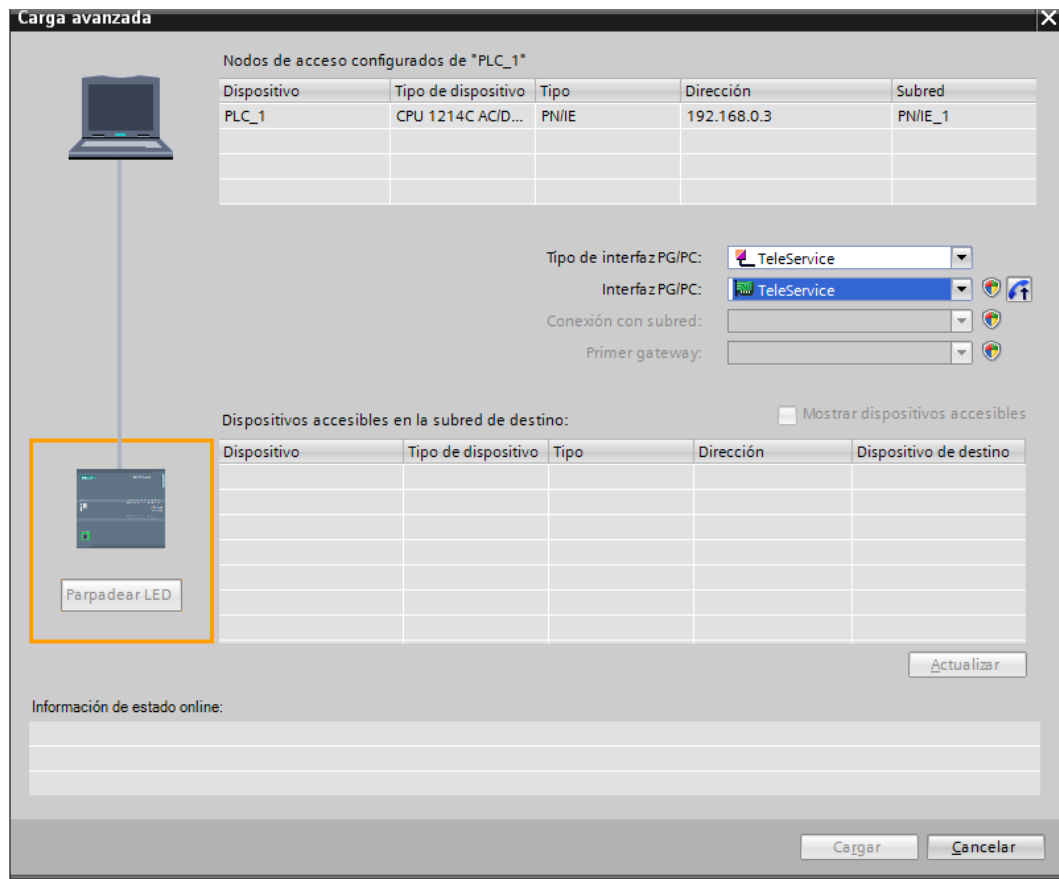 Carga avanzada
Nodos de acceso configurados de "PLC_1"
Dispositivo Tipo de dispositivo Tipo Dirección Subred
PLC_1 CPU 1214C AC/D... PN/IE 192.168.0.3 PN/IE_1
Tipo de interfaz PG/PC: TeleService
Interfaz PG/PC: TeleService
Conexión con subred:
Primer gateway:
Dispositivos accesibles en la subred de destino: Mostrar dispositivos accesibles
Dispositivo Tipo de dispositivo Tipo Dirección Dispositivo de destino
Parpadear LED
Actualizar
Información de estado online:
Cargar Cancelar